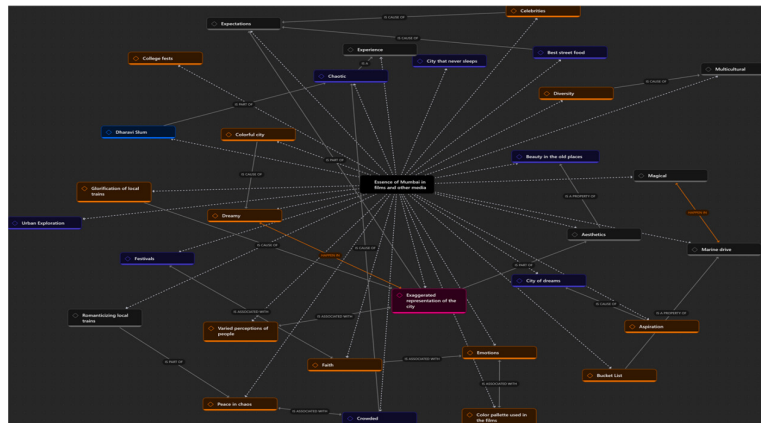 Celebrities
IS CAUSE OF
Expectations
IS CAUSE OF
Experience
Best street food
College fests
City that never sleeps
IS A
Multicultural
Chaotic
IS CAUSE OF
Diversity
IS PART OF
Dharavi Slum
Colorful city
IS PART OF
Beauty in the old places
IS CAUSE OF
Essence of Mumbai in
films and other media
Magical
Glorification of local
trains
IS A PROPERTY OF
Dreamy
HAPPEN IN
Urban Exploration
Aesthetics
IS CAUSE OF
IS CAUSE OF
Marine drive
HAPPEN IN
Festivals
IS PART OF
City of dreams
Exaggerated
representation of the
city
IS CAUSE OF
IS ASSOCIATED WITH
IS A PROPERTY OF
Romanticizing local
trains
IS ASSOCIATED WITH
Varied perceptions of
people
Aspiration
Emotions
IS PART OF
Faith
IS ASSOCIATED WITH
Bucket List
IS ASSOCIATED WITH
Peace in chaos
IS ASSOCIATED WITH
Crowded
Color pallette used in
the films